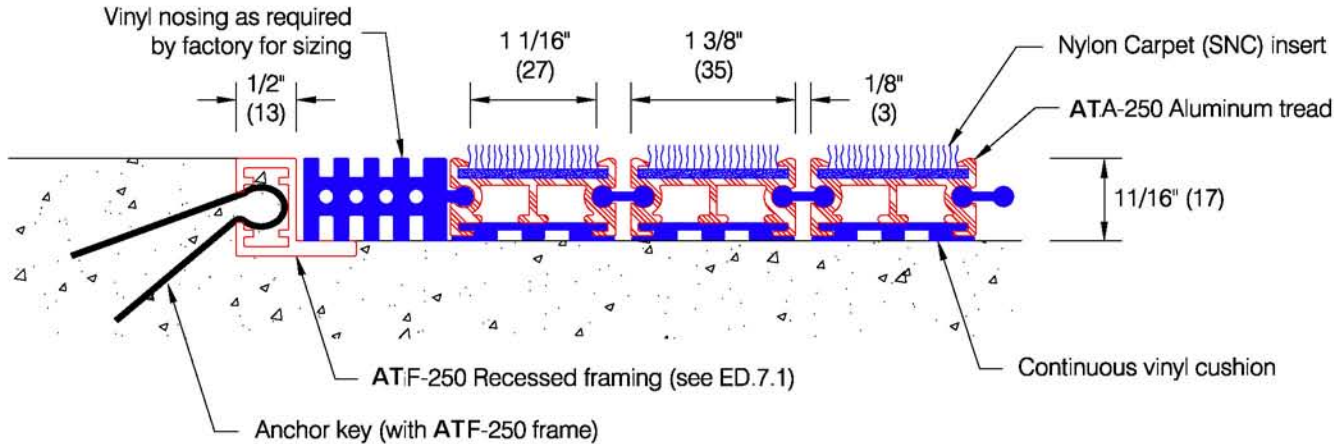 Vinyl nosing as required
by factory for sizing
1/2"
(13)
1 1/16"
(27)
1 3/8"
(35)
1/8"
(3)
Nylon Carpet (SNC) insert
ATA-250 Aluminum tread
11/16" (17)
Continuous vinyl cushion
ATF-250 Recessed framing (see ED.7.1)
Anchor key (with ATF-250 frame)